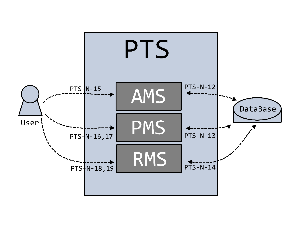 PTS
PTS-N-15
AMS
PTS-N-12
User
DataBase
PTS-N-16,17
PMS
PTS-N-13
PTS-N-18,19
RMS
PTS-N-14